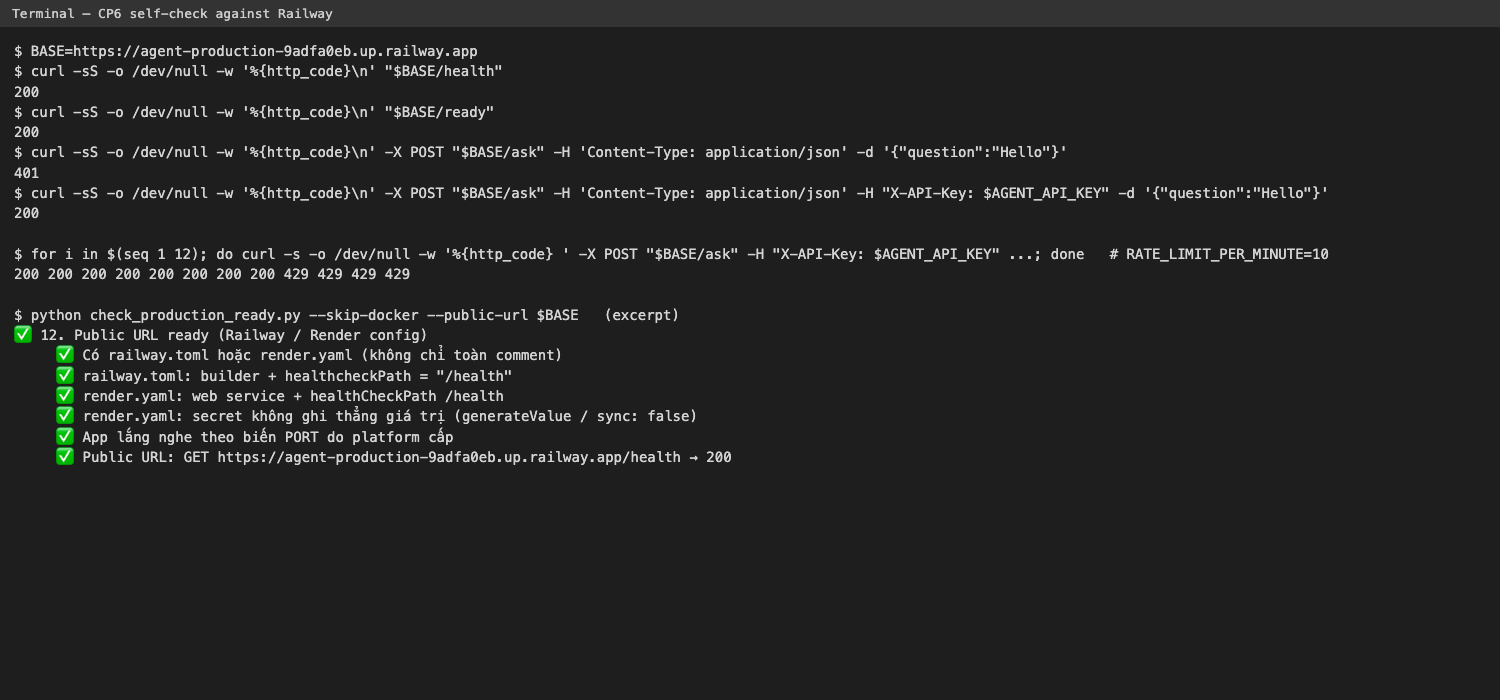 Terminal — CP6 self-check against Railway
$ BASE=https://agent-production-9adfa0eb.up.railway.app
$ curl -sS -o /dev/null -w '%{http_code}\n' "$BASE/health"
200
$ curl -sS -o /dev/null -w '%{http_code}\n' "$BASE/ready"
200
$ curl -sS -o /dev/null -w '%{http_code}\n' -X POST "$BASE/ask" -H 'Content-Type: application/json' -d '{"question":"Hello"}'
401
$ curl -sS -o /dev/null -w '%{http_code}\n' -X POST "$BASE/ask" -H 'Content-Type: application/json' -H "X-API-Key: $AGENT_API_KEY" -d '{"question":"Hello"}'
200
$ for i in $(seq 1 12); do curl -s -o /dev/null -w '%{http_code} ' -X POST "$BASE/ask" -H "X-API-Key: $AGENT_API_KEY" ...; done   # RATE_LIMIT_PER_MINUTE=10
200 200 200 200 200 200 200 200 429 429 429 429
$ python check_production_ready.py --skip-docker --public-url $BASE   (excerpt)
✅ 12. Public URL ready (Railway / Render config)
✅ Có railway.toml hoặc render.yaml (không chỉ toàn comment)
✅ railway.toml: builder + healthcheckPath = "/health"
✅ render.yaml: web service + healthCheckPath /health
✅ render.yaml: secret không ghi thẳng giá trị (generateValue / sync: false)
✅ App lắng nghe theo biến PORT do platform cấp
✅ Public URL: GET https://agent-production-9adfa0eb.up.railway.app/health → 200